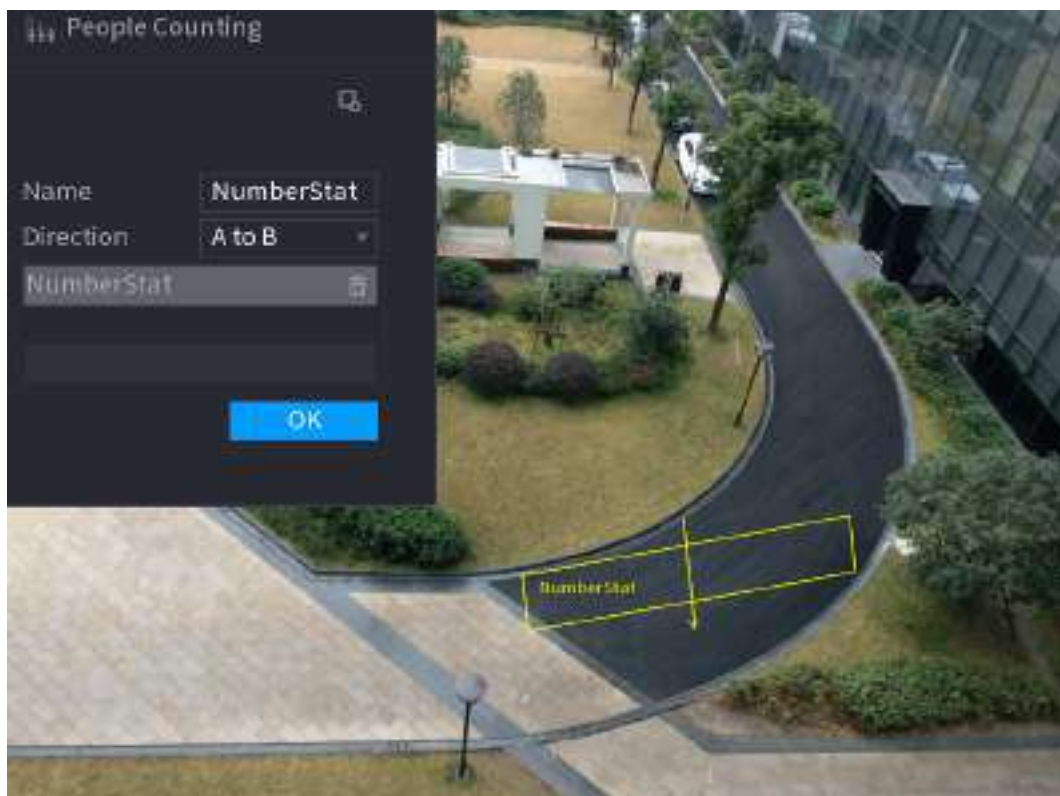 People Counting
Name NumberStat
Direction A to B
NumberStat
OK
NumberStat